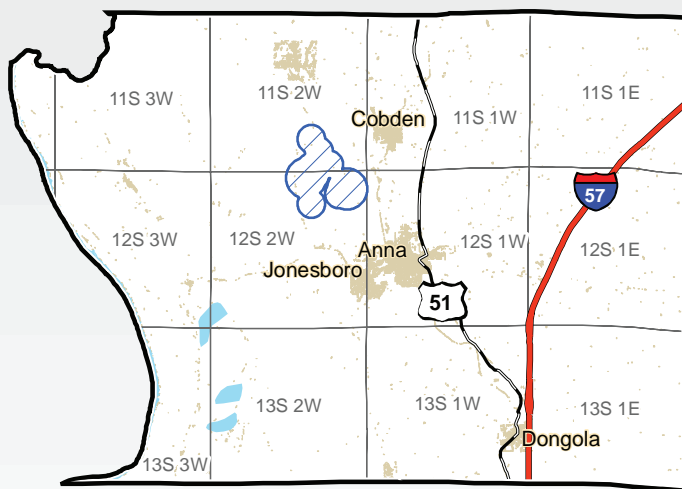 11S 3W
11S 2W
11S 1W
11S 1E
Cobden
57
12S 3W
12S 2W
12S 1W
12S 1E
Anna
Jonesboro
51
13S 2W
13S 1W
13S 1E
Dongola
13S 3W